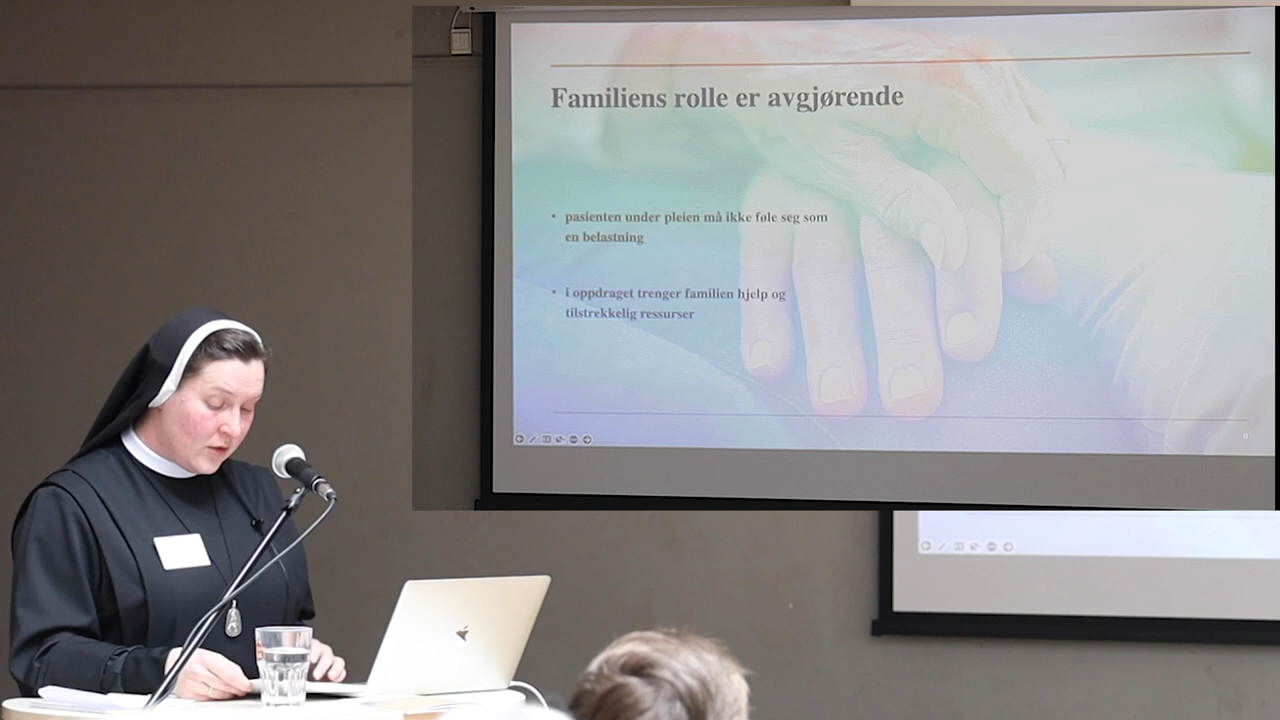 Familiens rolle er avgjørende
• pasienten under pleien må ikke føle seg som
en belastning
• i oppdraget trenger familien hjelp og
tilstrekkelig ressurser
9